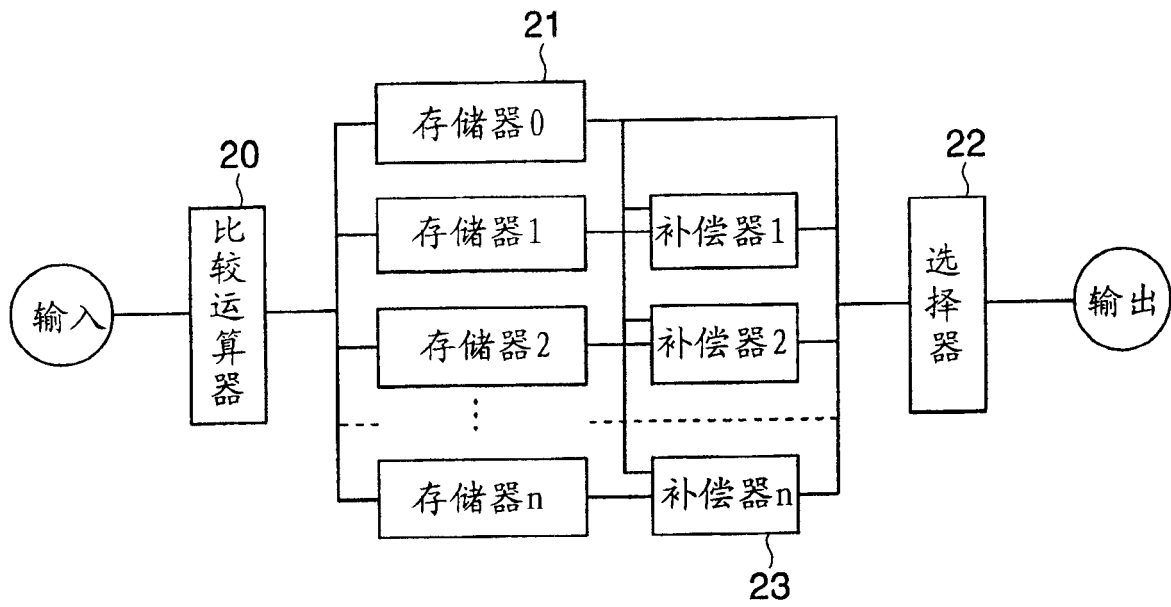 21
存储器0
20
22
比较运算器
存储器1
补偿器1
选择器
输入
输出
存储器2
补偿器2
存储器n
补偿器n
23